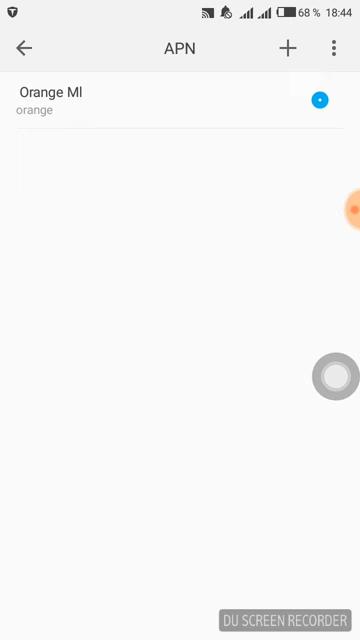 68 % 18:44
APN
Orange Ml
orange
DU SCREEN RECORDER